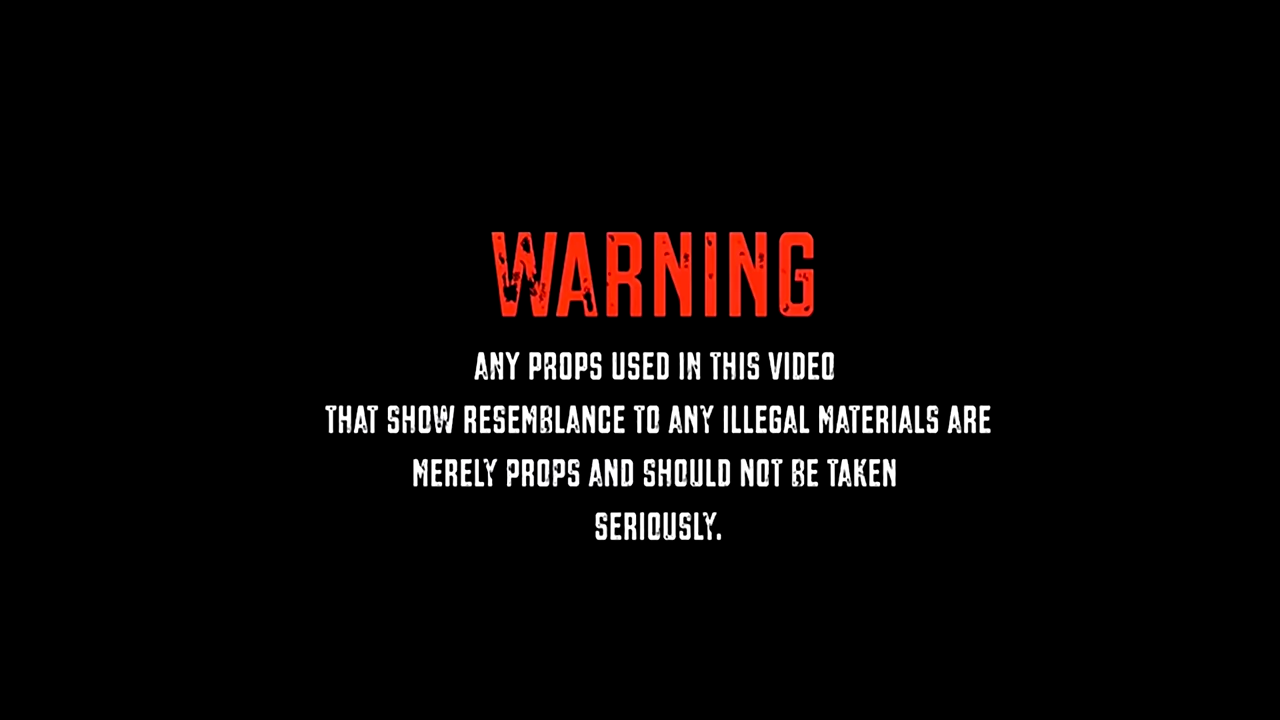 WARNING
ANY PROPS USED IN THIS VIDEO
THAT SHOW RESEMBLANCE TO ANY ILLEGAL MATERIALS ARE
MERELY PROPS AND SHOULD NOT BE TAKEN
SERIOUSLY.